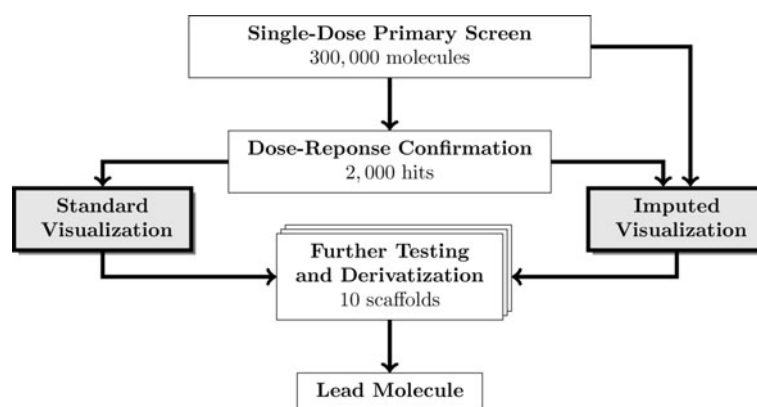 Single-Dose Primary Screen
300,000 molecules
Dose-Reponse Confirmation
2,000 hits
Standard
Visualization
Imputed
Visualization
Further Testing
and Derivatization
10 scaffolds
Lead Molecule